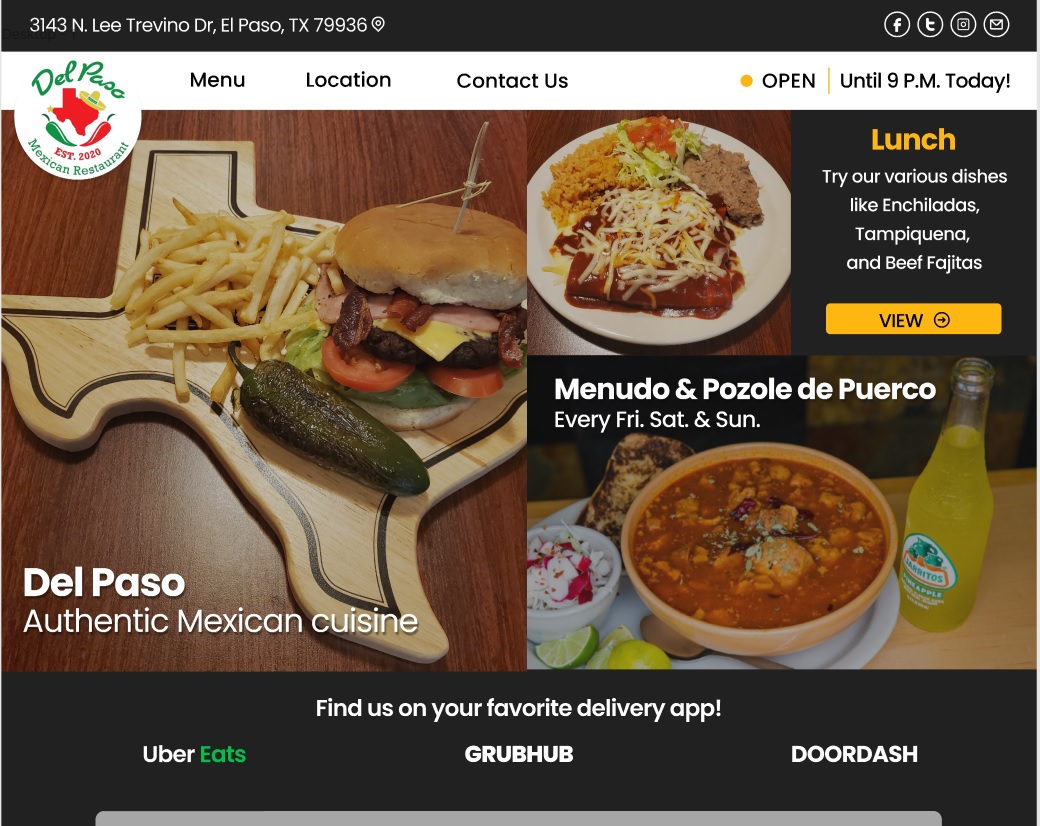 3143 N. Lee Trevino Dr, El Paso, TX 79936
Del Paso
EST. 2020
Mexican Restaurant
Menu
Location
Contact Us
OPEN
Until 9 P.M. Today!
Lunch
Try our various dishes
like Enchiladas,
Tampiquena,
and Beef Fajitas
VIEW
Menudo & Pozole de Puerco
Every Fri. Sat. & Sun.
JARRITOS
PINEAPPLE
Del Paso
Authentic Mexican cuisine
Find us on your favorite delivery app!
Uber Eats
GRUBHUB
DOORDASH